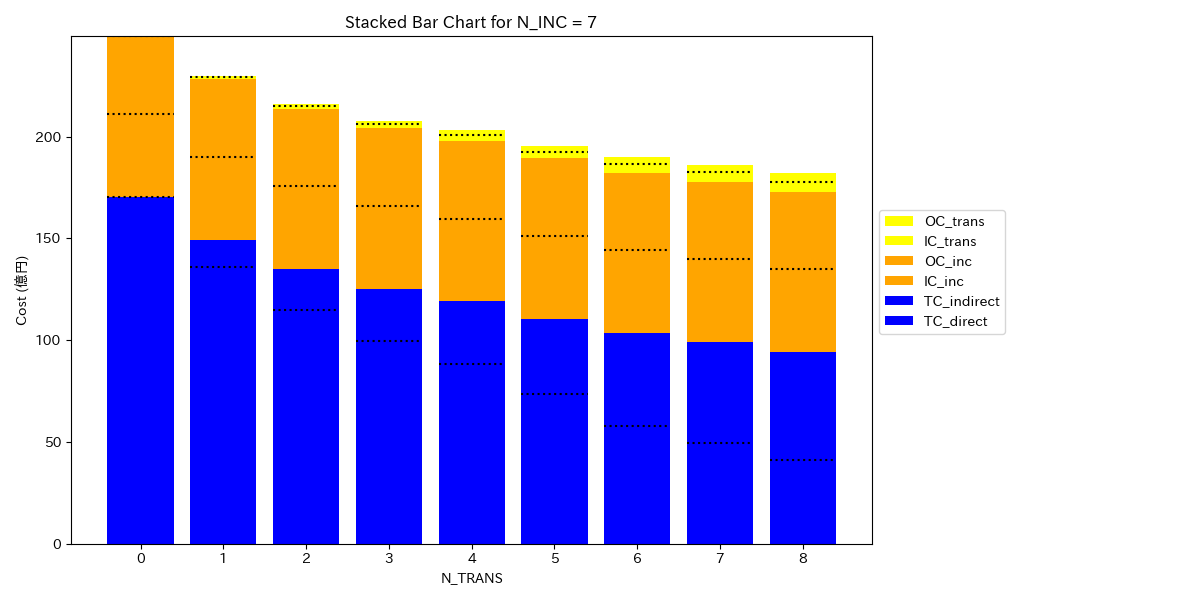 Stacked Bar Chart for N_INC = 7
Cost (億円)
200
150
100
50
0
0 1 2 3 4 5 6 7 8
N_TRANS
OC_trans
IC_trans
OC_inc
IC_inc
TC_indirect
TC_direct